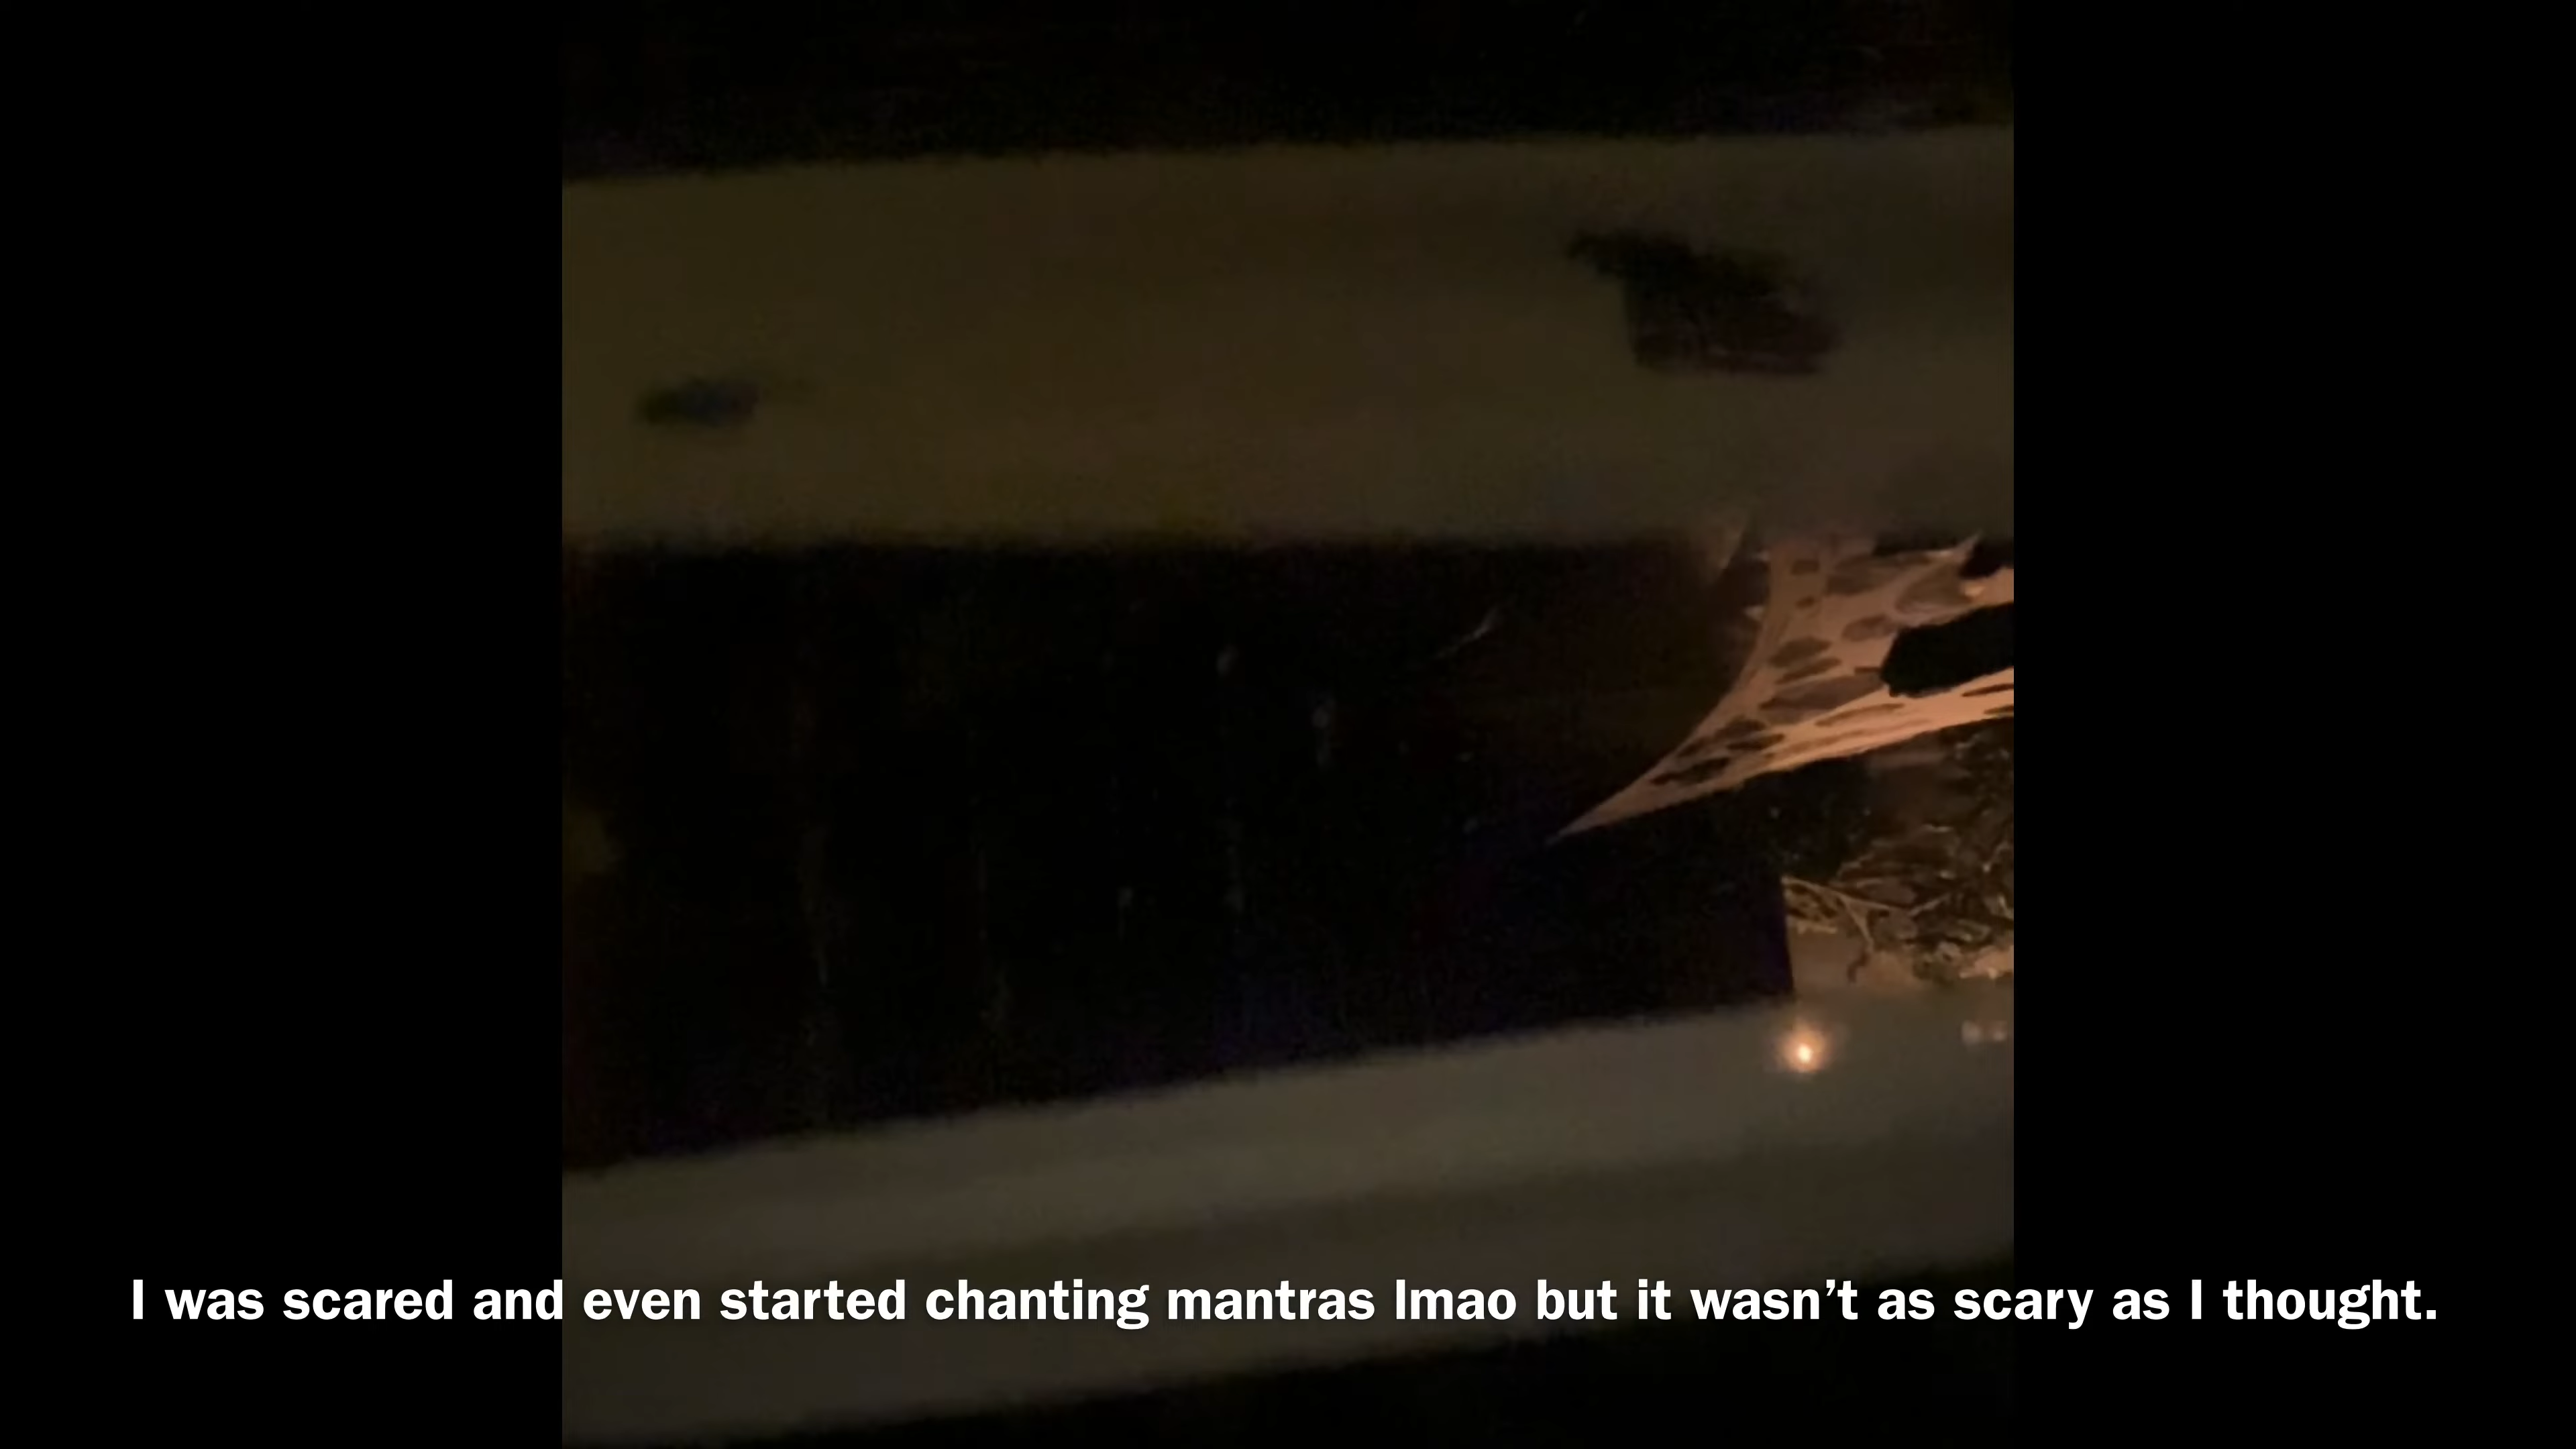 I was scared and even started chanting mantras lmao but it wasn’t as scary as I thought.